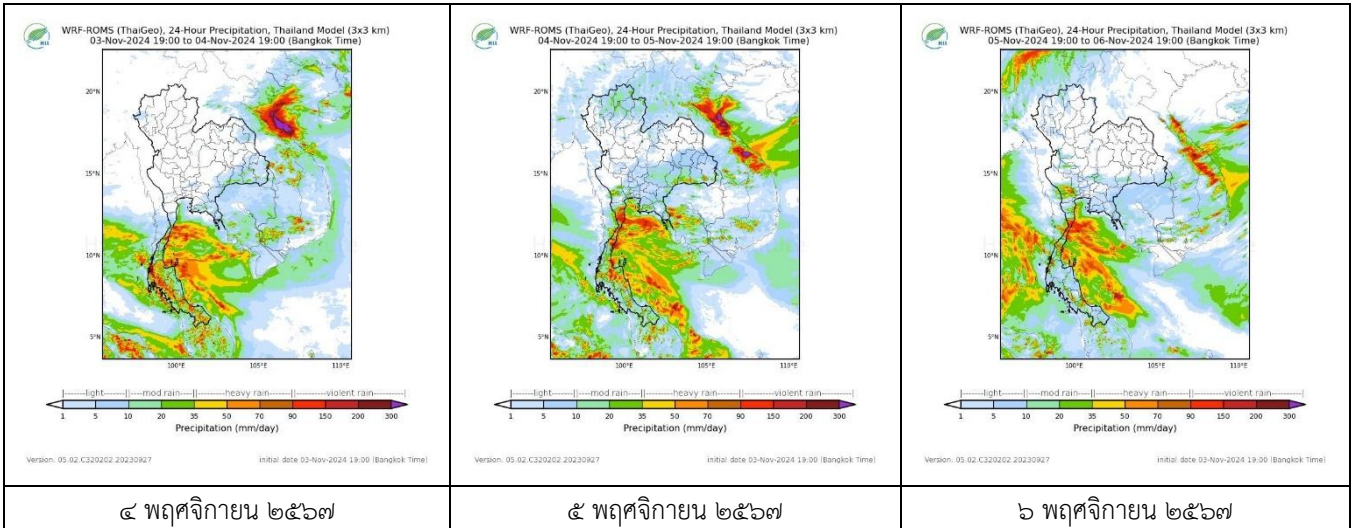 HII
WRF-ROMS (ThaiGeo), 24-Hour Precipitation, Thailand Model (3x3 km)
03-Nov-2024 19:00 to 04-Nov-2024 19:00 (Bangkok Time)
20°N
15°N
10°N
5°N
100°E 105°E 110°E
light mod rain heavy rain violent rain
1 5 10 20 35 50 70 90 150 200 300
Precipitation (mm/day)
Version: 05.02.C320202.20230927 initial date 03-Nov-2024 19:00 (Bangkok Time)
๔ พฤศจิกายน ๒๕๖๗
HII
WRF-ROMS (ThaiGeo), 24-Hour Precipitation, Thailand Model (3x3 km)
04-Nov-2024 19:00 to 05-Nov-2024 19:00 (Bangkok Time)
20°N
15°N
10°N
5°N
100°E 105°E 110°E
light mod rain heavy rain violent rain
1 5 10 20 35 50 70 90 150 200 300
Precipitation (mm/day)
Version: 05.02.C320202.20230927 initial date 03-Nov-2024 19:00 (Bangkok Time)
๕ พฤศจิกายน ๒๕๖๗
HII
WRF-ROMS (ThaiGeo), 24-Hour Precipitation, Thailand Model (3x3 km)
05-Nov-2024 19:00 to 06-Nov-2024 19:00 (Bangkok Time)
20°N
15°N
10°N
5°N
100°E 105°E 110°E
light mod rain heavy rain violent rain
1 5 10 20 35 50 70 90 150 200 300
Precipitation (mm/day)
Version: 05.02.C320202.20230927 initial date 03-Nov-2024 19:00 (Bangkok Time)
๖ พฤศจิกายน ๒๕๖๗